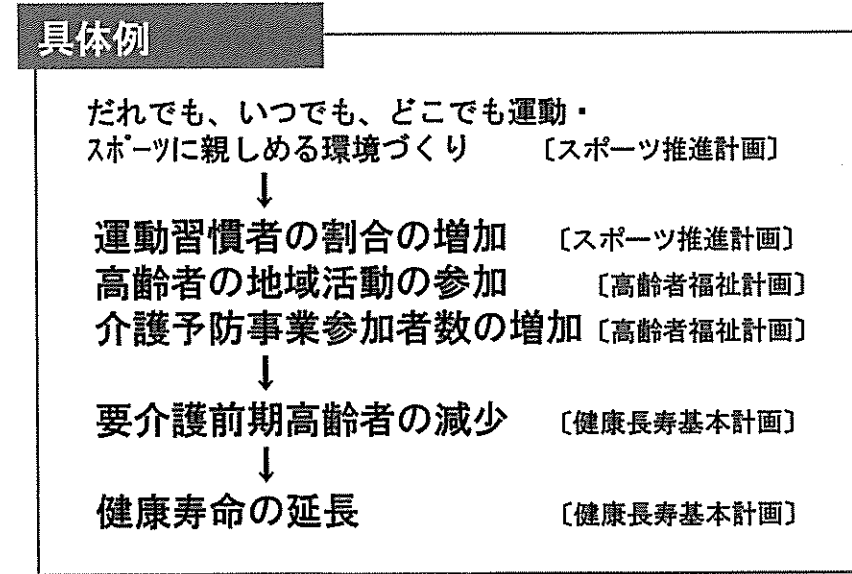 具体例
だれでも、いつでも、どこでも運動・
スポーツに親しめる環境づくり 〔スポーツ推進計画〕
↓
運動習慣者の割合の増加 〔スポーツ推進計画〕
高齢者の地域活動の参加 〔高齢者福祉計画〕
介護予防事業参加者数の増加〔高齢者福祉計画〕
↓
要介護前期高齢者の減少 〔健康長寿基本計画〕
↓
健康寿命の延長 〔健康長寿基本計画〕